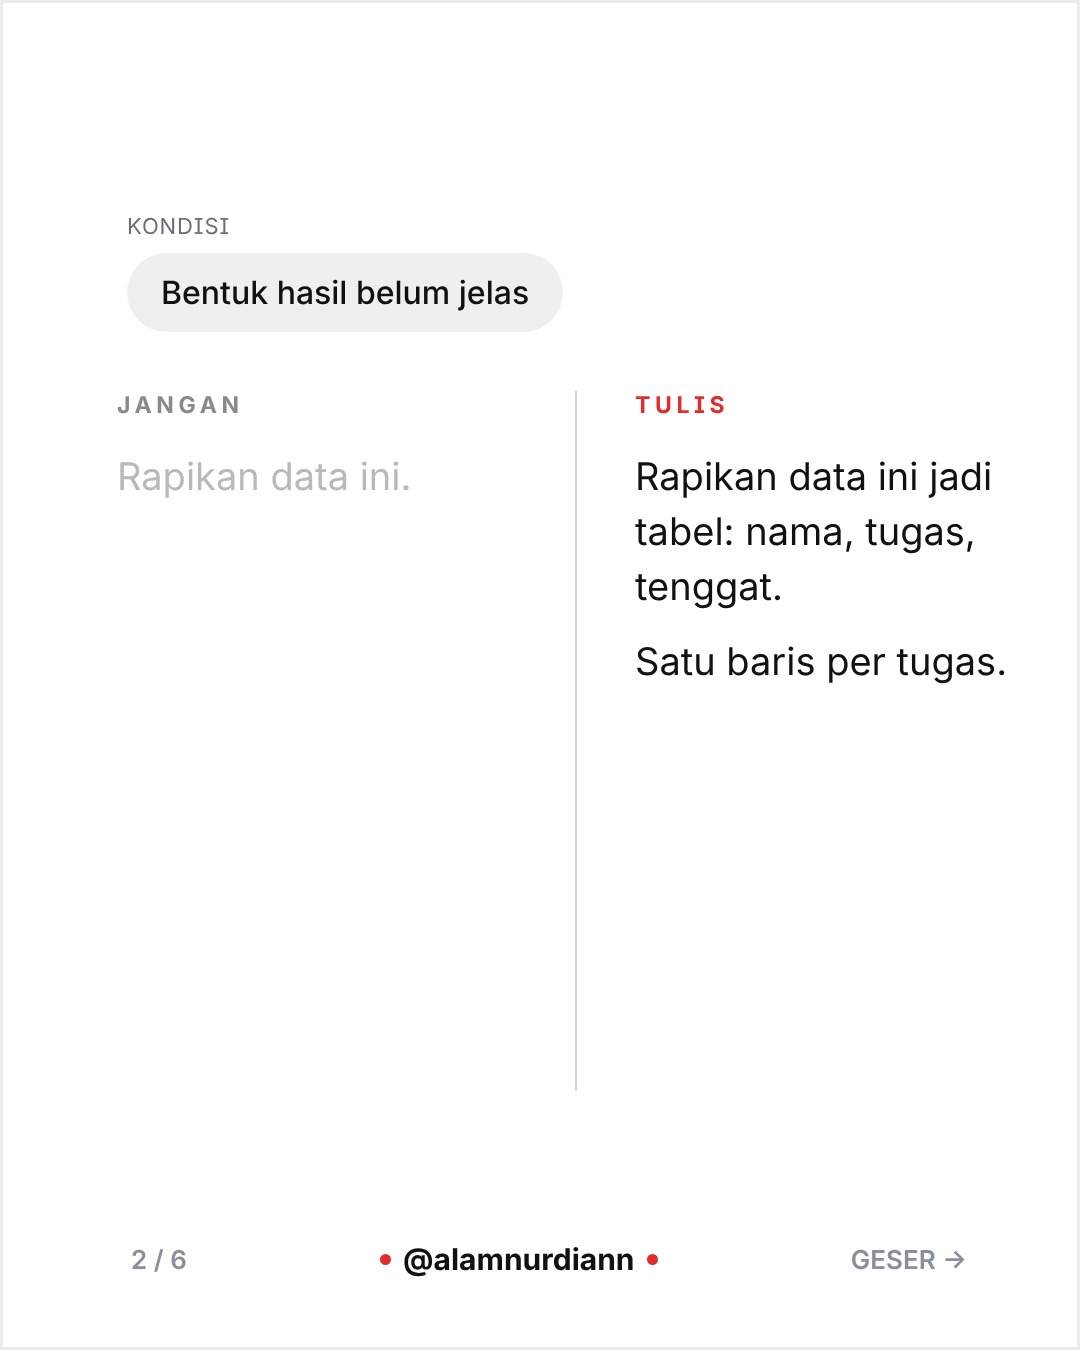 KONDISI
Bentuk hasil belum jelas
JANGAN
Rapikan data ini.
TULIS
Rapikan data ini jadi
tabel: nama, tugas,
tenggat.
Satu baris per tugas.
2 / 6
• @alamnurdiann •
GESER →